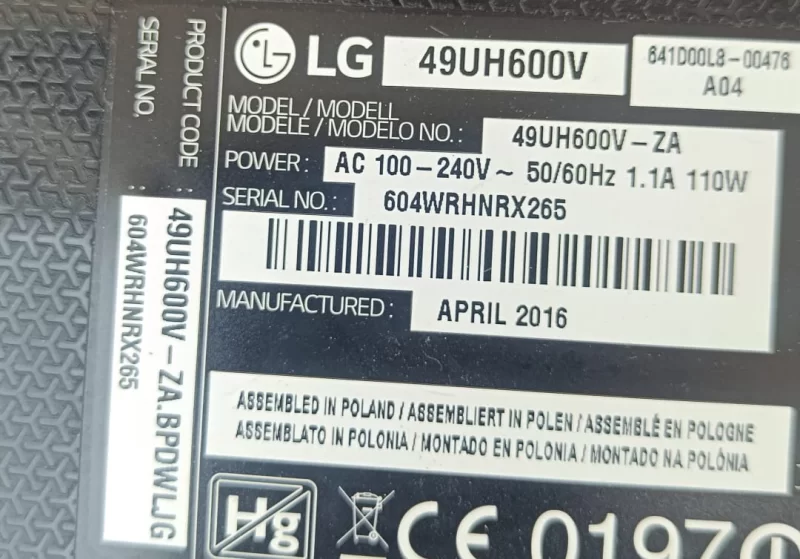 LG 49UH600V
641D00L8-00476
A04
MODEL / MODELL
MODELE / MODELO NO.: 49UH600V-ZA
POWER: AC 100-240V~ 50/60Hz 1.1A 110W
SERIAL NO.: 604WRHNRX265
MANUFACTURED: APRIL 2016
ASSEMBLED IN POLAND / ASSEMBLIERT IN POLEN / ASSEMBLÉ EN POLOGNE
ASSEMBLATO IN POLONIA / MONTADO EN POLONIA / MONTADO NA POLÔNIA
Hg
CE 0197
PRODUCT CODE : 49UH600V-ZA.BPDWLJG
SERIAL NO. : 604WRHNRX265